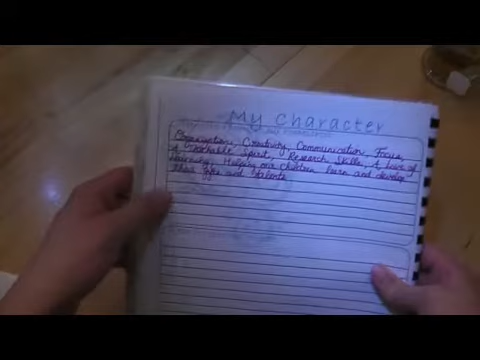 My Character
Organization, Creativity, Communication, Focus,
A Teachable Spirit, Research Skills, A love of
learning, Helping our children learn and develop
their gifts and talents